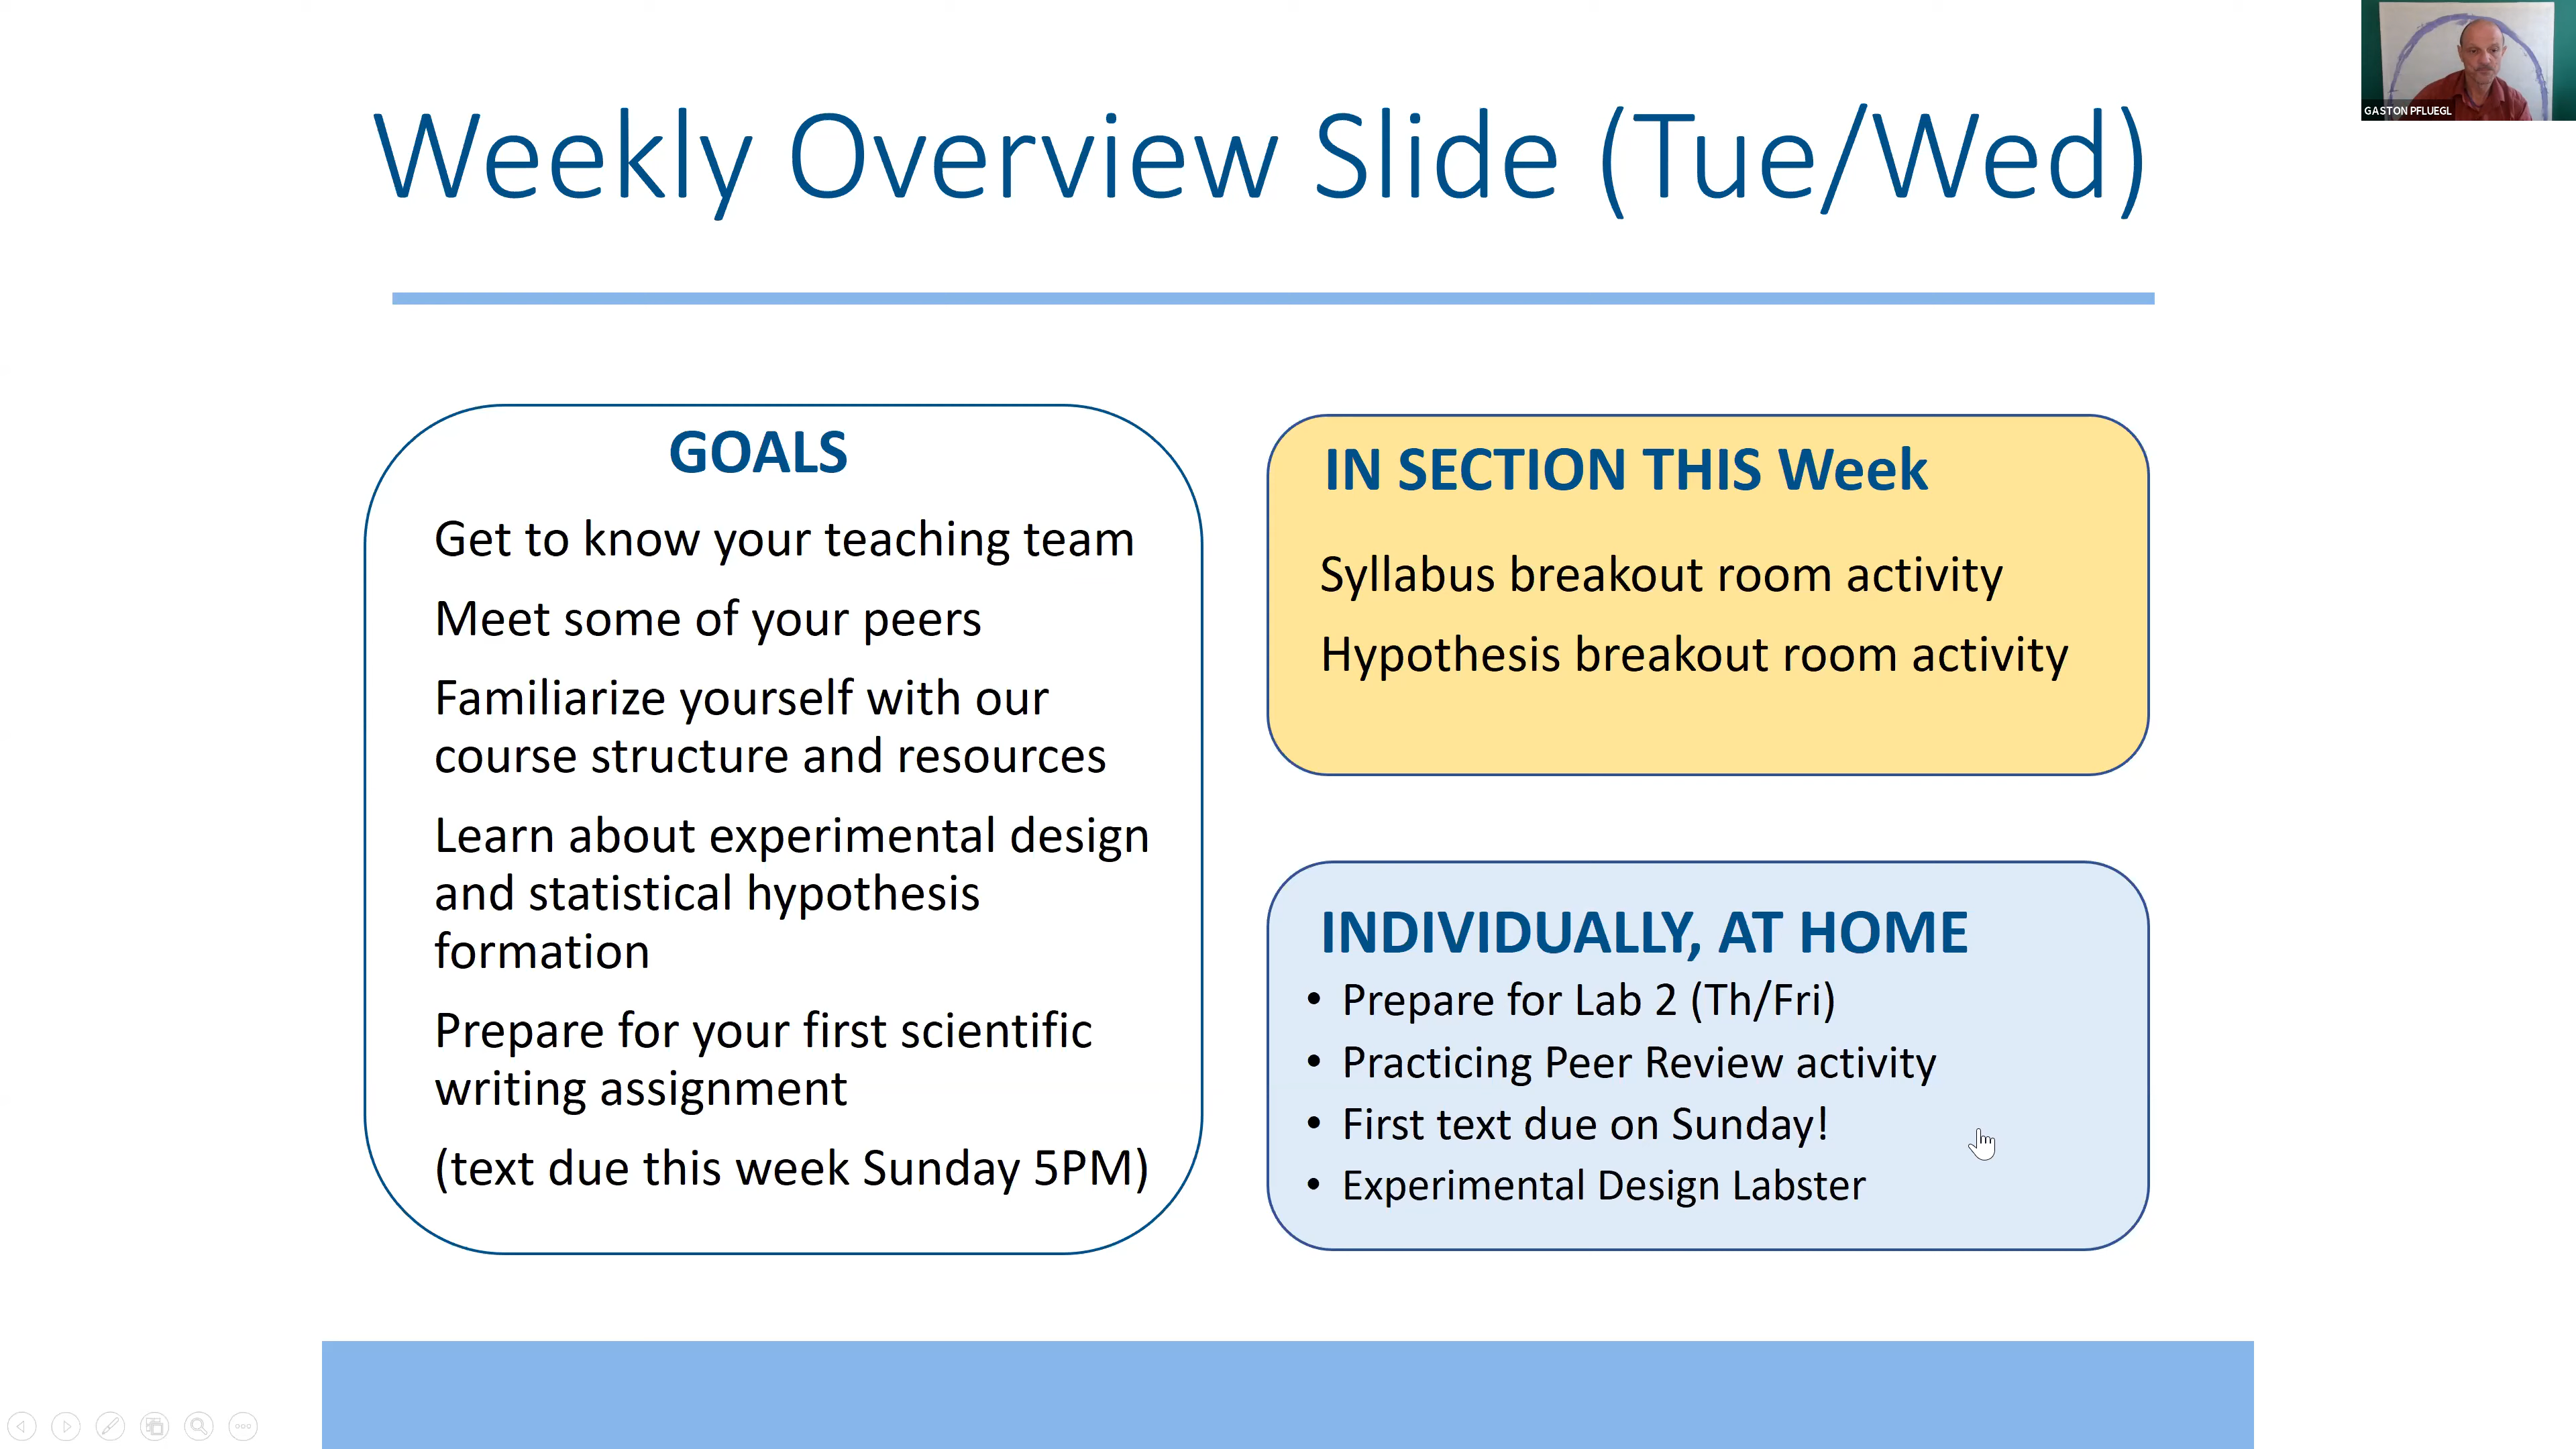 Weekly Overview Slide (Tue/Wed)
GASTON PFLUEGL
GOALS
Get to know your teaching team
Meet some of your peers
Familiarize yourself with our
course structure and resources
Learn about experimental design
and statistical hypothesis
formation
Prepare for your first scientific
writing assignment
(text due this week Sunday 5PM)
IN SECTION THIS Week
Syllabus breakout room activity
Hypothesis breakout room activity
INDIVIDUALLY, AT HOME
• Prepare for Lab 2 (Th/Fri)
• Practicing Peer Review activity
• First text due on Sunday!
• Experimental Design Labster